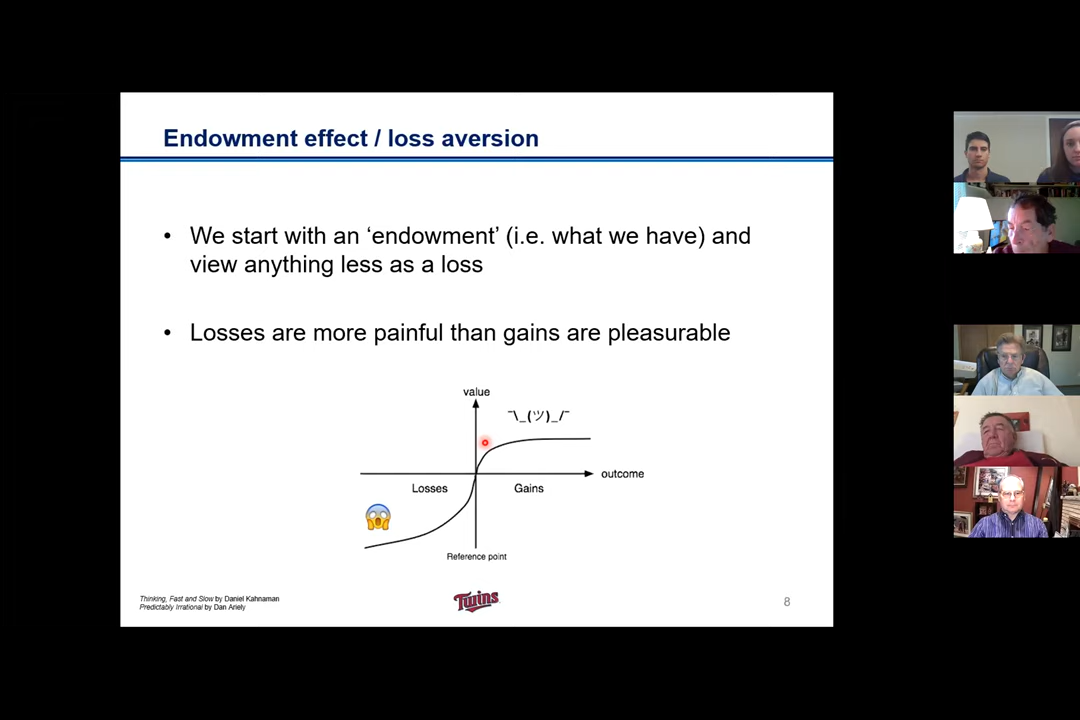 Endowment effect / loss aversion
• We start with an ‘endowment’ (i.e. what we have) and
view anything less as a loss
• Losses are more painful than gains are pleasurable
value
¯\_(ツ)_/¯
outcome
Losses
Gains
Reference point
Thinking, Fast and Slow by Daniel Kahnaman
Predictably Irrational by Dan Ariely
Twins
8